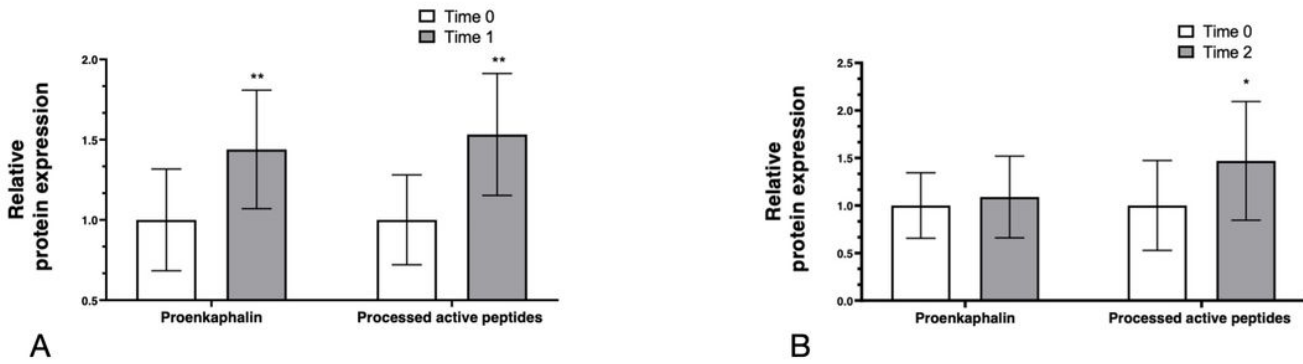 Time 0
Time 1
Relative
protein expression
2.0
**
**
1.5
1.0
0.5
Proenkaphalin
Processed active peptides
A
Time 0
Time 2
Relative
protein expression
2.5
*
2.0
1.5
1.0
0.5
0.0
Proenkaphalin
Processed active peptides
B